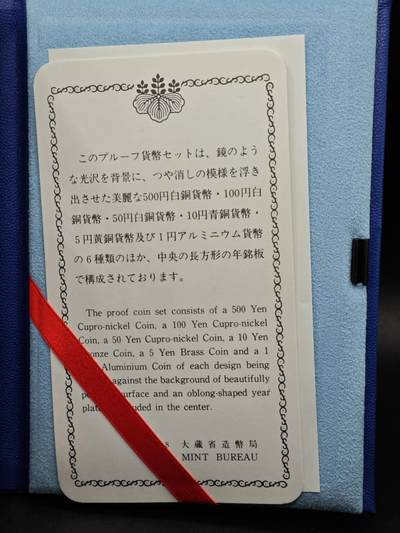 このプルーフ貨幣セットは、鏡のよう
な光沢を背景に、つや消しの模様を浮き
出させた美麗な500円白銅貨幣・100円白
銅貨幣・50円白銅貨幣・10円青銅貨幣・
5円黄銅貨幣及び1円アルミニウム貨幣
の6種類のほか、中央の長方形の年銘板
で構成されております。
The proof coin set consists of a 500 Yen
Cupro-nickel Coin, a 100 Yen Cupro-nickel
Coin, a 50 Yen Cupro-nickel Coin, a 10 Yen
Coin, a 5 Yen Brass Coin and a 1
Aluminium Coin of each design being
against the background of beautifully
surface and an oblong-shaped year
in the center.
大蔵省造幣局
MINT BUREAU